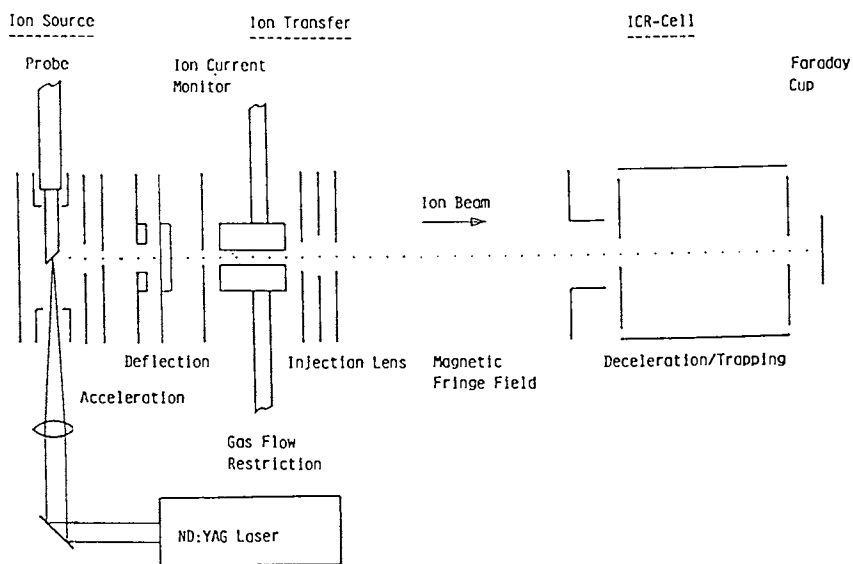 Ion Source
Ion Transfer
ICR-Cell
Probe
Ion Current
Monitor
Faraday
Cup
Ion Beam
Deflection
Injection Lens
Magnetic
Fringe Field
Deceleration/Trapping
Acceleration
Gas Flow
Restriction
ND:YAG Laser